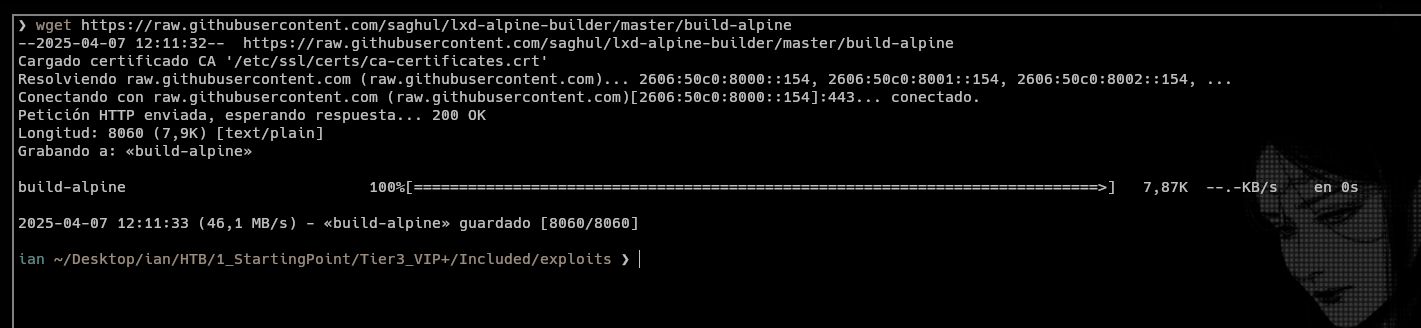 ❯ wget https://raw.githubusercontent.com/saghul/lxd-alpine-builder/master/build-alpine
--2025-04-07 12:11:32--  https://raw.githubusercontent.com/saghul/lxd-alpine-builder/master/build-alpine
Cargado certificado CA '/etc/ssl/certs/ca-certificates.crt'
Resolviendo raw.githubusercontent.com (raw.githubusercontent.com)... 2606:50c0:8000::154, 2606:50c0:8001::154, 2606:50c0:8002::154, ...
Conectando con raw.githubusercontent.com (raw.githubusercontent.com)[2606:50c0:8000::154]:443... conectado.
Petición HTTP enviada, esperando respuesta... 200 OK
Longitud: 8060 (7,9K) [text/plain]
Grabando a: «build-alpine»
build-alpine                           100%[============================================================================>]   7,87K  --.-KB/s    en 0s
2025-04-07 12:11:33 (46,1 MB/s) - «build-alpine» guardado [8060/8060]
ian ~/Desktop/ian/HTB/1_StartingPoint/Tier3_VIP+/Included/exploits ❯